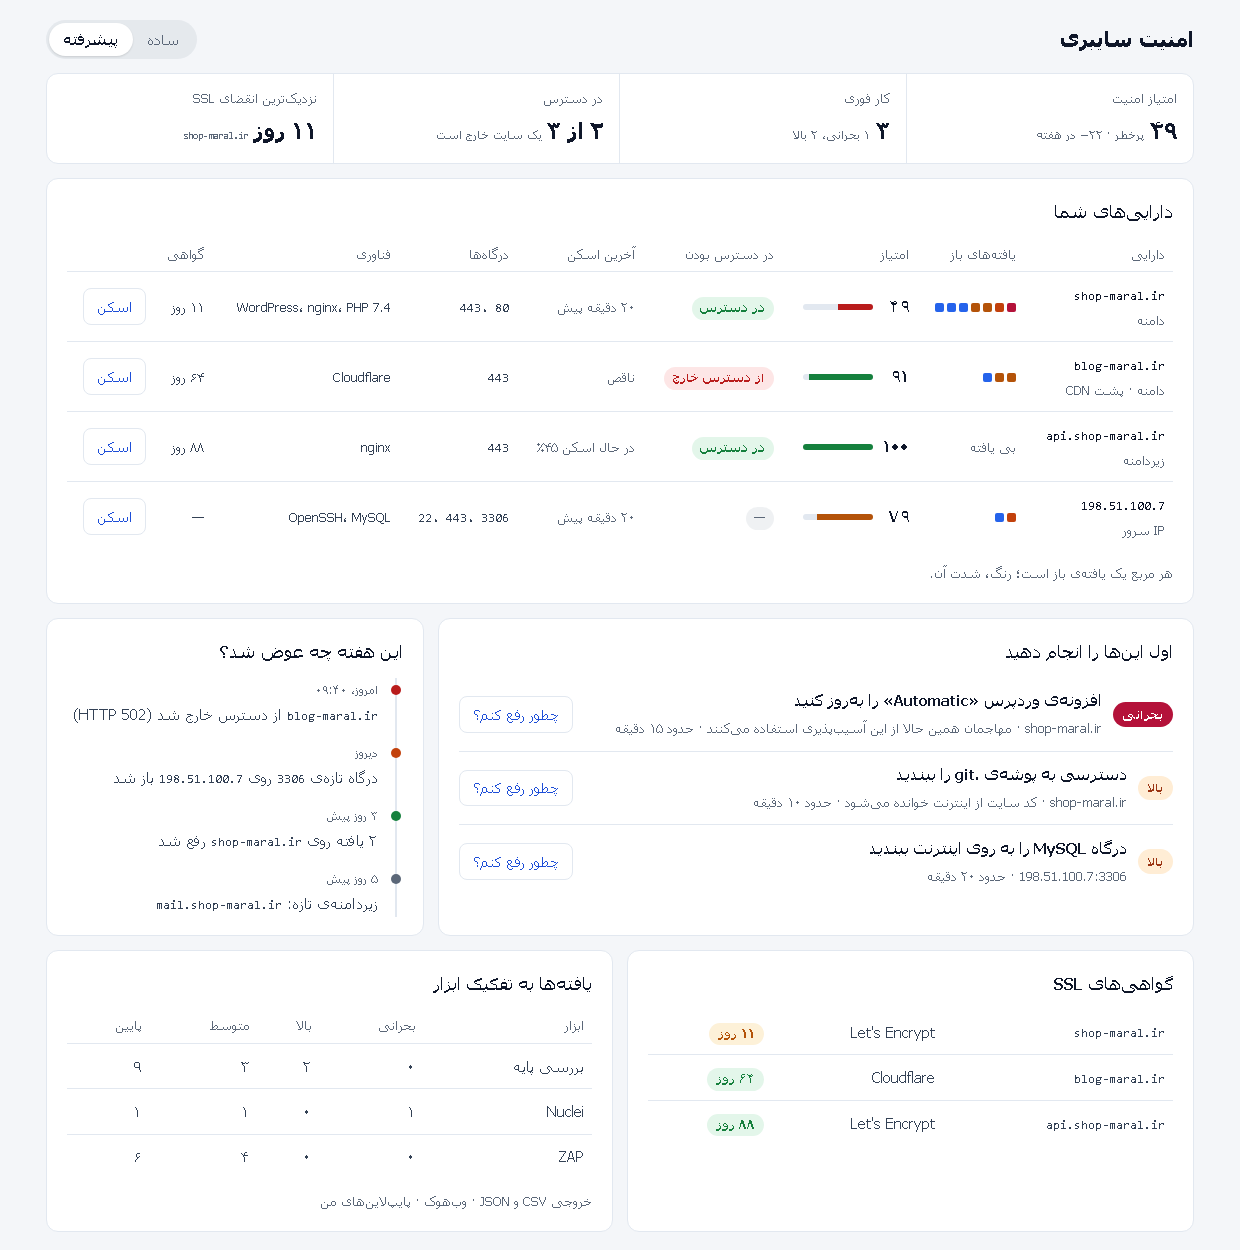 امنیت سایبری
ساده
پیشرفته
امتیاز امنیت
۴۹ پرخطر · ۲۲− در هفته
کار فوری
۳ ۱ بحرانی، ۲ بالا
در دسترس
۲ از ۳ یک سایت خارج است
نزدیک‌ترین انقضای SSL
۱۱ روز shop-maral.ir
دارایی‌های شما
دارایی یافته‌های باز امتیاز در دسترس بودن آخرین اسکن درگاه‌ها فناوری گواهی
shop-maral.ir
دامنه
۴۹ در دسترس ۲۰ دقیقه پیش 443، 80 WordPress، nginx، PHP 7.4 ۱۱ روز اسکن
blog-maral.ir
دامنه · پشت CDN
۹۱ از دسترس خارج ناقص 443 Cloudflare ۶۴ روز اسکن
api.shop-maral.ir
زیردامنه
بی یافته ۱۰۰ در دسترس در حال اسکن ۴۵٪ 443 nginx ۸۸ روز اسکن
198.51.100.7
IP سرور
۷۹ — ۲۰ دقیقه پیش 22، 443، 3306 OpenSSH، MySQL — اسکن
هر مربع یک یافته‌ی باز است؛ رنگ، شدت آن.
اول این‌ها را انجام دهید
بحرانی
افزونه‌ی وردپرس «Automatic» را به‌روز کنید
shop-maral.ir · مهاجمان همین حالا از این آسیب‌پذیری استفاده می‌کنند · حدود ۱۵ دقیقه
چطور رفع کنم؟
بالا
دسترسی به پوشه‌ی .git را ببندید
shop-maral.ir · کد سایت از اینترنت خوانده می‌شود · حدود ۱۰ دقیقه
چطور رفع کنم؟
بالا
درگاه MySQL را به روی اینترنت ببندید
198.51.100.7:3306 · حدود ۲۰ دقیقه
چطور رفع کنم؟
این هفته چه عوض شد؟
امروز، ۰۹:۴۰
blog-maral.ir از دسترس خارج شد (HTTP 502)
دیروز
درگاه تازه‌ی 3306 روی 198.51.100.7 باز شد
۳ روز پیش
۲ یافته روی shop-maral.ir رفع شد
۵ روز پیش
زیردامنه‌ی تازه: mail.shop-maral.ir
گواهی‌های SSL
shop-maral.ir Let's Encrypt ۱۱ روز
blog-maral.ir Cloudflare ۶۴ روز
api.shop-maral.ir Let's Encrypt ۸۸ روز
یافته‌ها به تفکیک ابزار
ابزار بحرانی بالا متوسط پایین
بررسی پایه ۰ ۲ ۳ ۹
Nuclei ۱ ۰ ۱ ۱
ZAP ۰ ۰ ۴ ۶
خروجی CSV و JSON · وب‌هوک · پایپ‌لاین‌های من